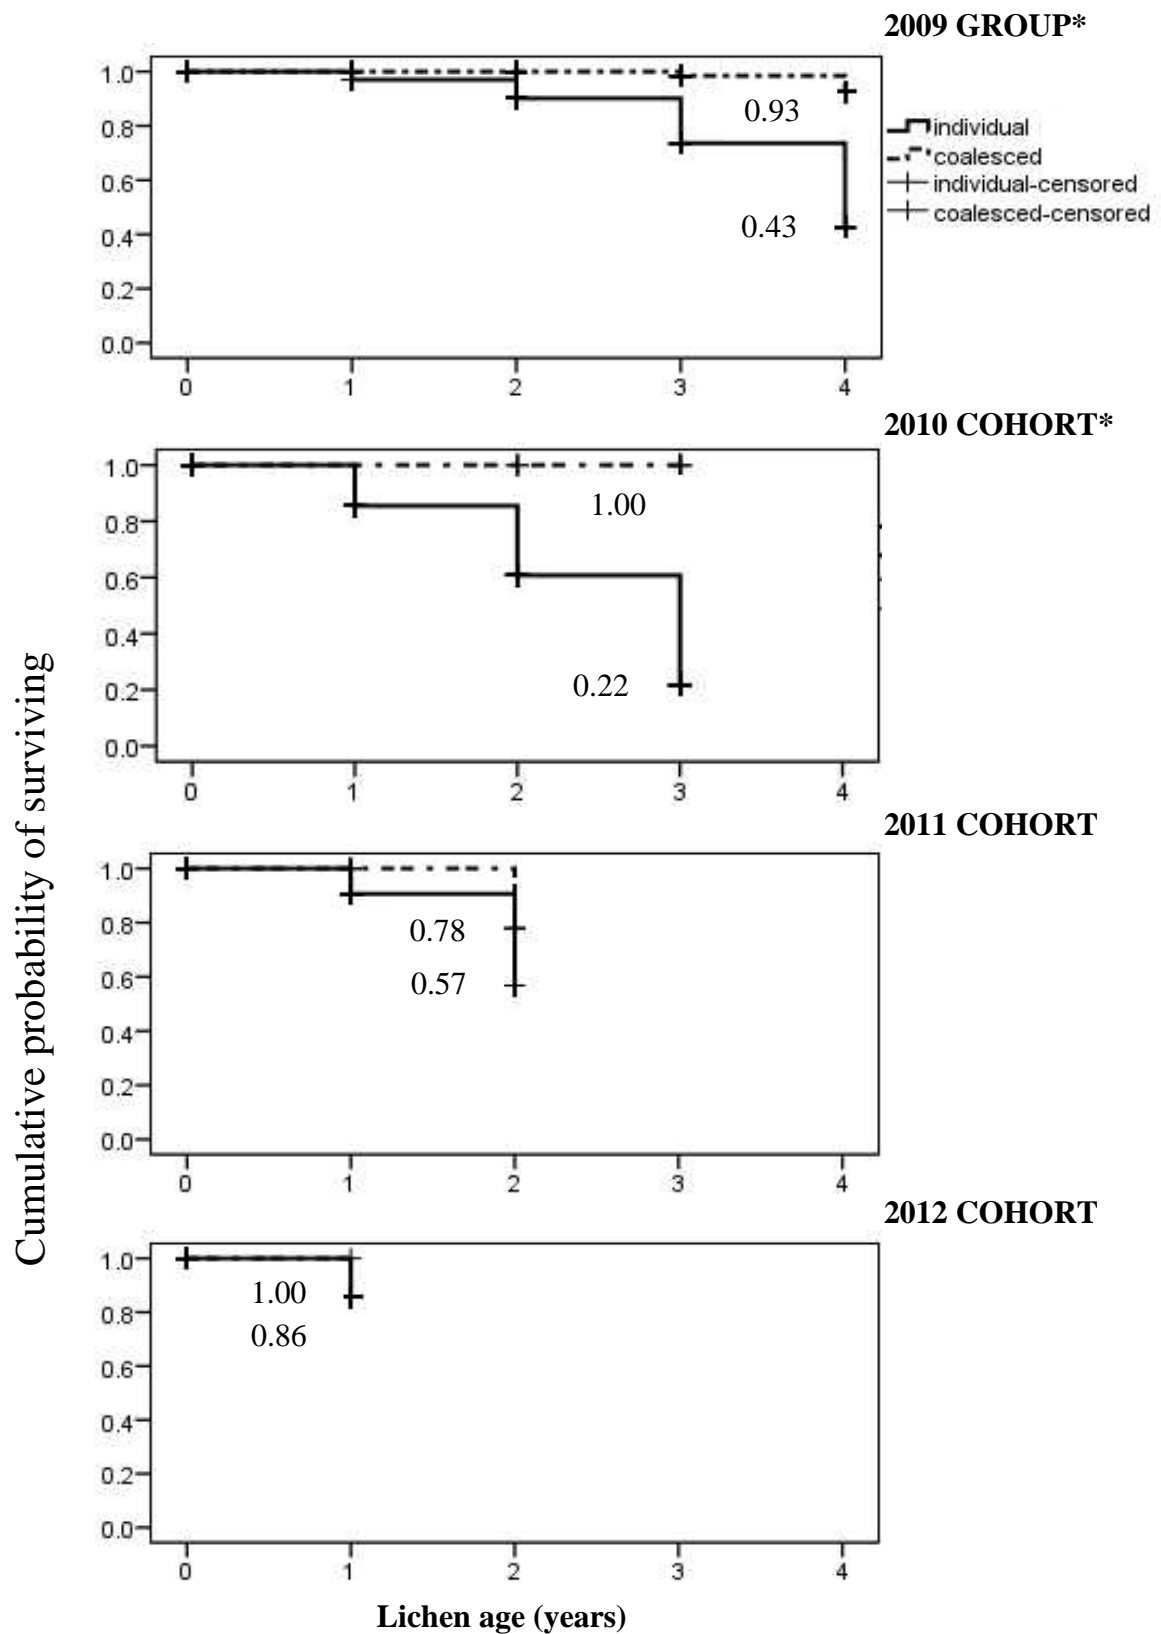 2009 GROUP*
1.0
0.8
0.6
0.4
0.2
0.0
0.93
0.43
individual
coalesced
individual-censored
coalesced-censored
0 1 2 3 4
2010 COHORT*
1.0
0.8
0.6
0.4
0.2
0.0
1.00
0.22
0 1 2 3 4
Cumulative probability of surviving
2011 COHORT
1.0
0.8
0.6
0.4
0.2
0.0
0.78
0.57
0 1 2 3 4
2012 COHORT
1.0
0.8
0.6
0.4
0.2
0.0
1.00
0.86
0 1 2 3 4
Lichen age (years)